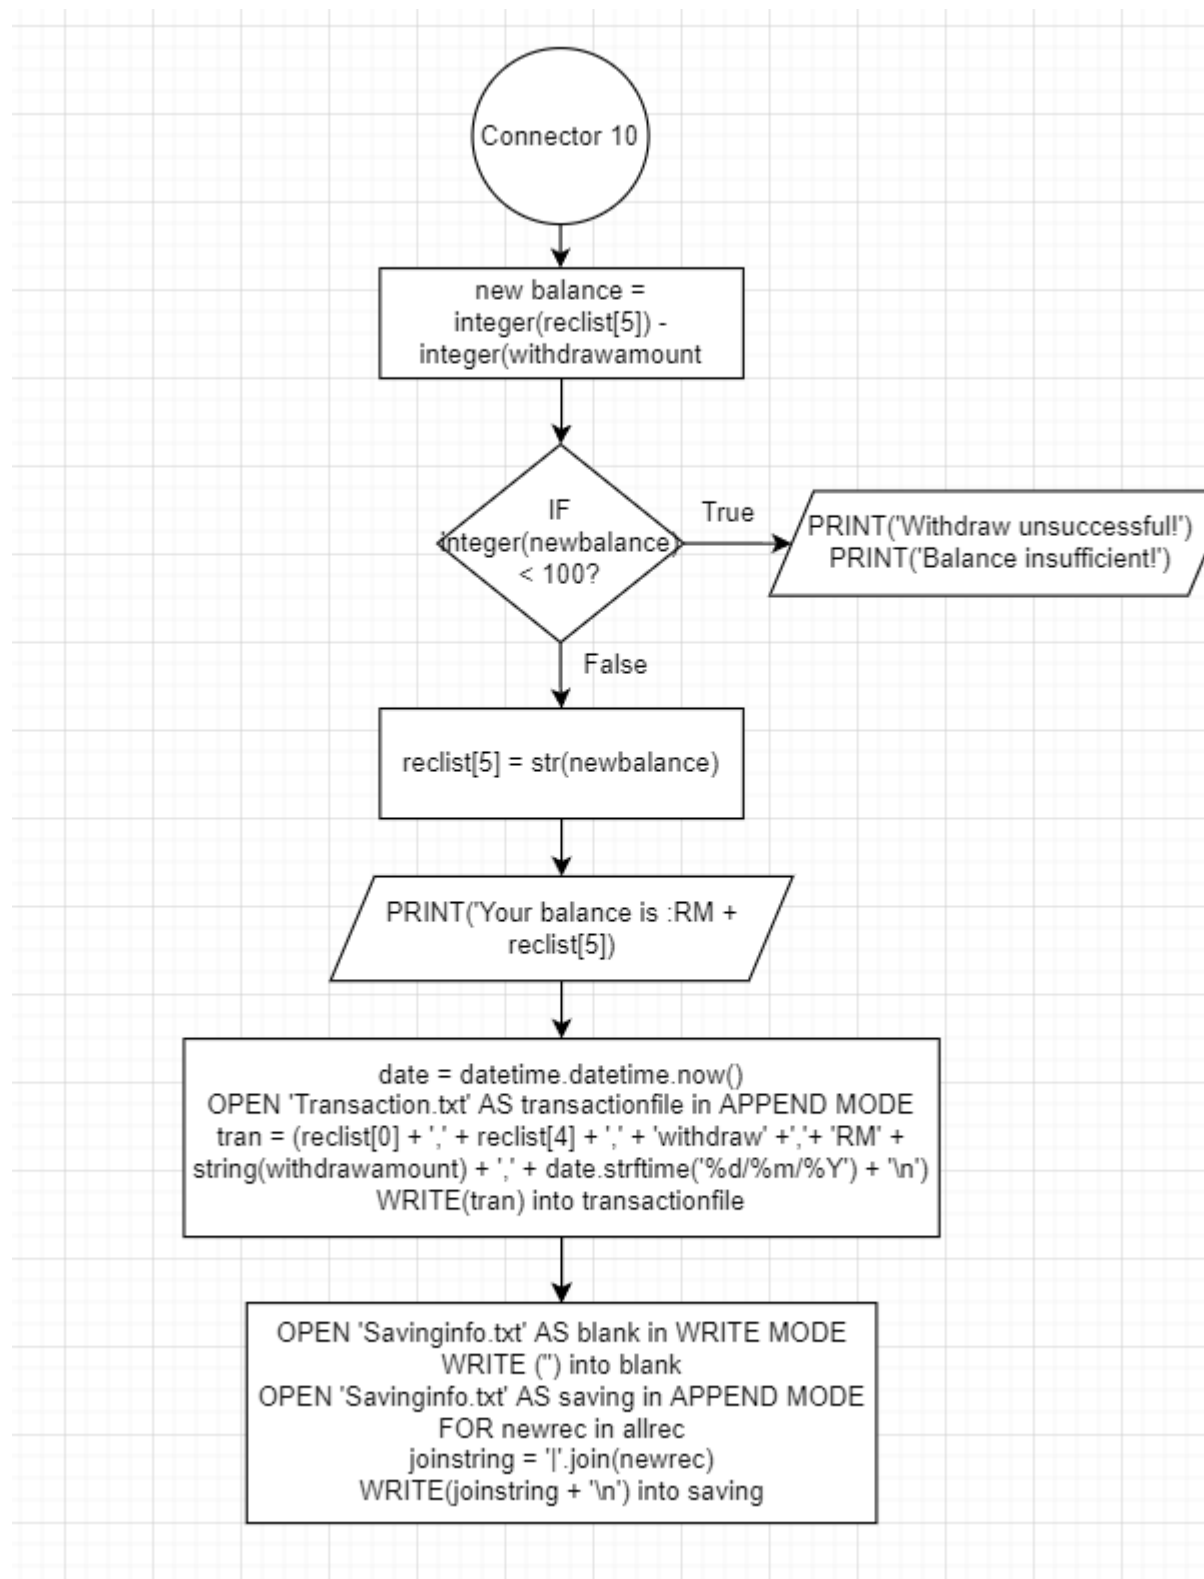 Connector 10
new balance =
integer(reclist[5]) -
integer(withdrawamount
IF
integer(newbalance)
< 100?
True
PRINT('Withdraw unsuccessful!')
PRINT('Balance insufficient!')
False
reclist[5] = str(newbalance)
PRINT('Your balance is :RM +
reclist[5])
date = datetime.datetime.now()
OPEN 'Transaction.txt' AS transactionfile in APPEND MODE
tran = (reclist[0] + ',' + reclist[4] + ',' + 'withdraw' +','+ 'RM' +
string(withdrawamount) + ',' + date.strftime('%d/%m/%Y') + '\n')
WRITE(tran) into transactionfile
OPEN 'Savinginfo.txt' AS blank in WRITE MODE
WRITE ('') into blank
OPEN 'Savinginfo.txt' AS saving in APPEND MODE
FOR newrec in allrec
joinstring = '|'.join(newrec)
WRITE(joinstring + '\n') into saving